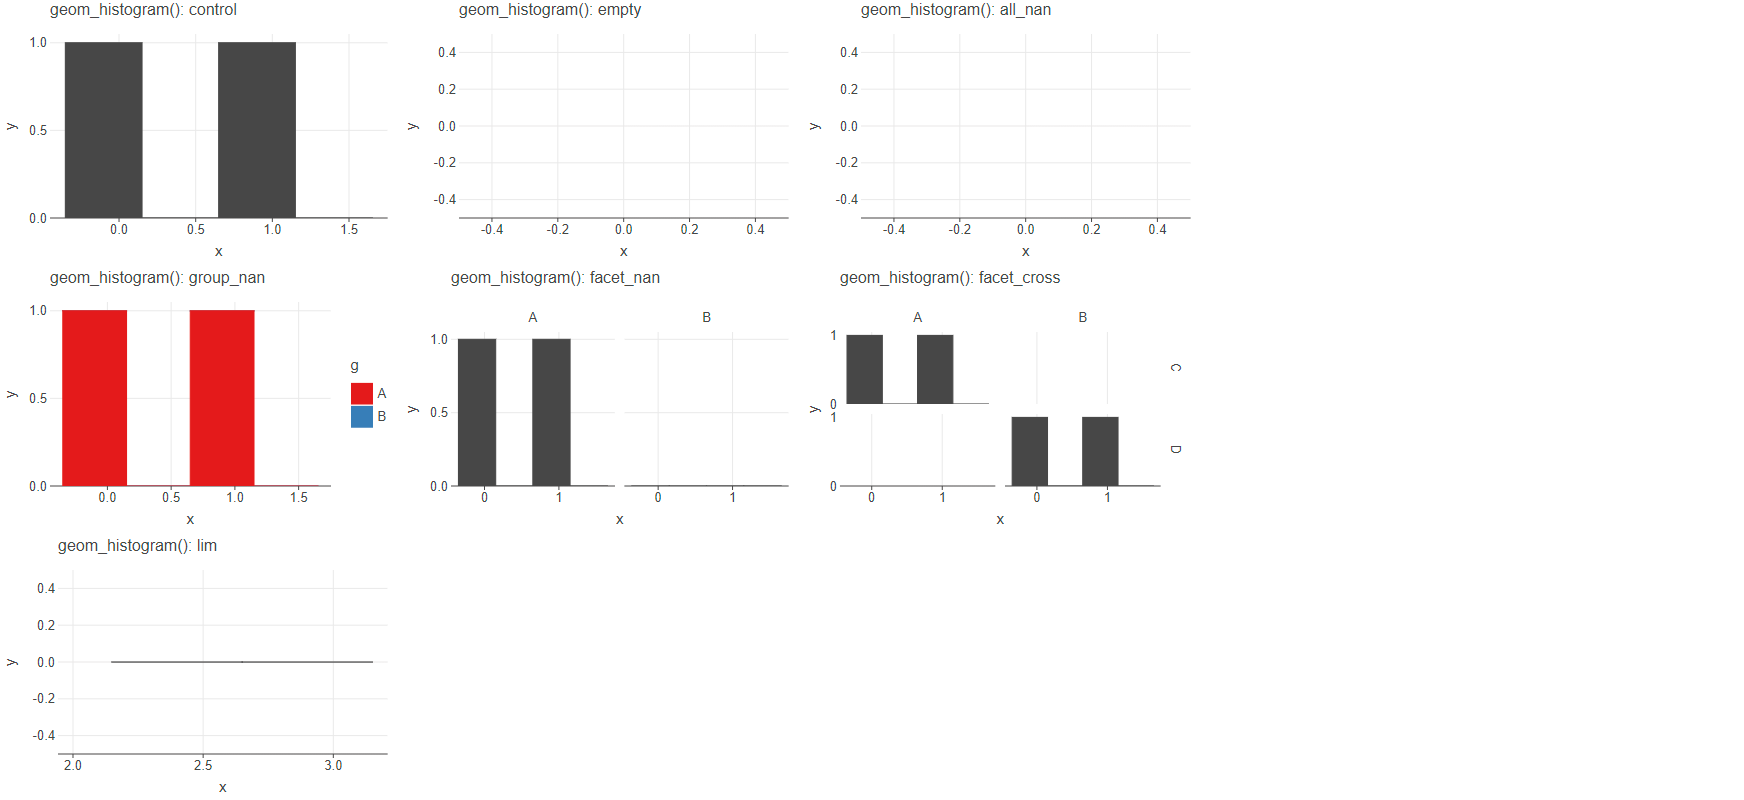 geom_histogram(): control
geom_histogram(): empty
geom_histogram(): all_nan
1.0
0.5
0.0
y
0.0 0.5 1.0 1.5
x
0.4
0.2
0.0
-0.2
-0.4
y
-0.4 -0.2 0.0 0.2 0.4
x
0.4
0.2
0.0
-0.2
-0.4
y
-0.4 -0.2 0.0 0.2 0.4
x
geom_histogram(): group_nan
geom_histogram(): facet_nan
geom_histogram(): facet_cross
1.0
0.5
0.0
y
0.0 0.5 1.0 1.5
x
g
A
B
A B
1.0
0.5
0.0
y
0 1 0 1
x
A B
1
0
C
1
0
D
y
0 1 0 1
x
geom_histogram(): lim
0.4
0.2
0.0
-0.2
-0.4
y
2.0 2.5 3.0
x